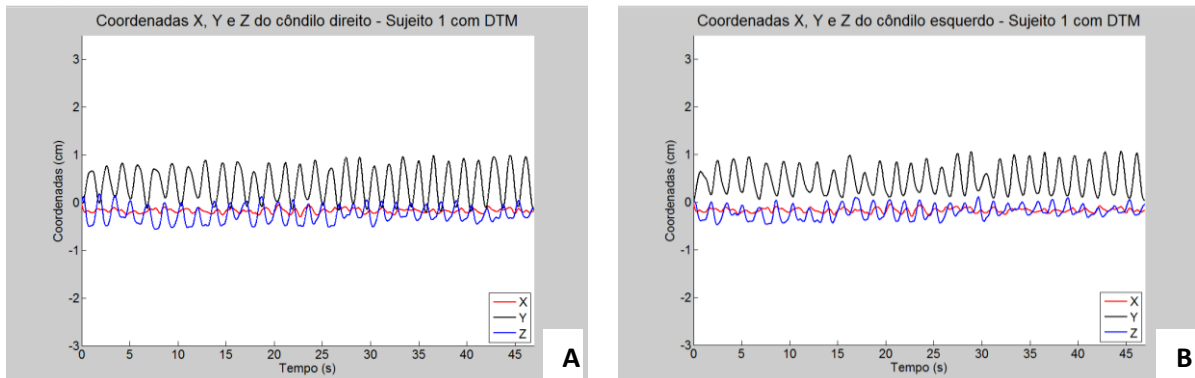 Coordenadas X, Y e Z do côndilo direito - Sujeito 1 com DTM
3
2
1
0
-1
-2
-3
Coordenadas (cm)
0 5 10 15 20 25 30 35 40 45
Tempo (s)
X
Y
Z
A
Coordenadas X, Y e Z do côndilo esquerdo - Sujeito 1 com DTM
3
2
1
0
-1
-2
-3
Coordenadas (cm)
0 5 10 15 20 25 30 35 40 45
Tempo (s)
X
Y
Z
B